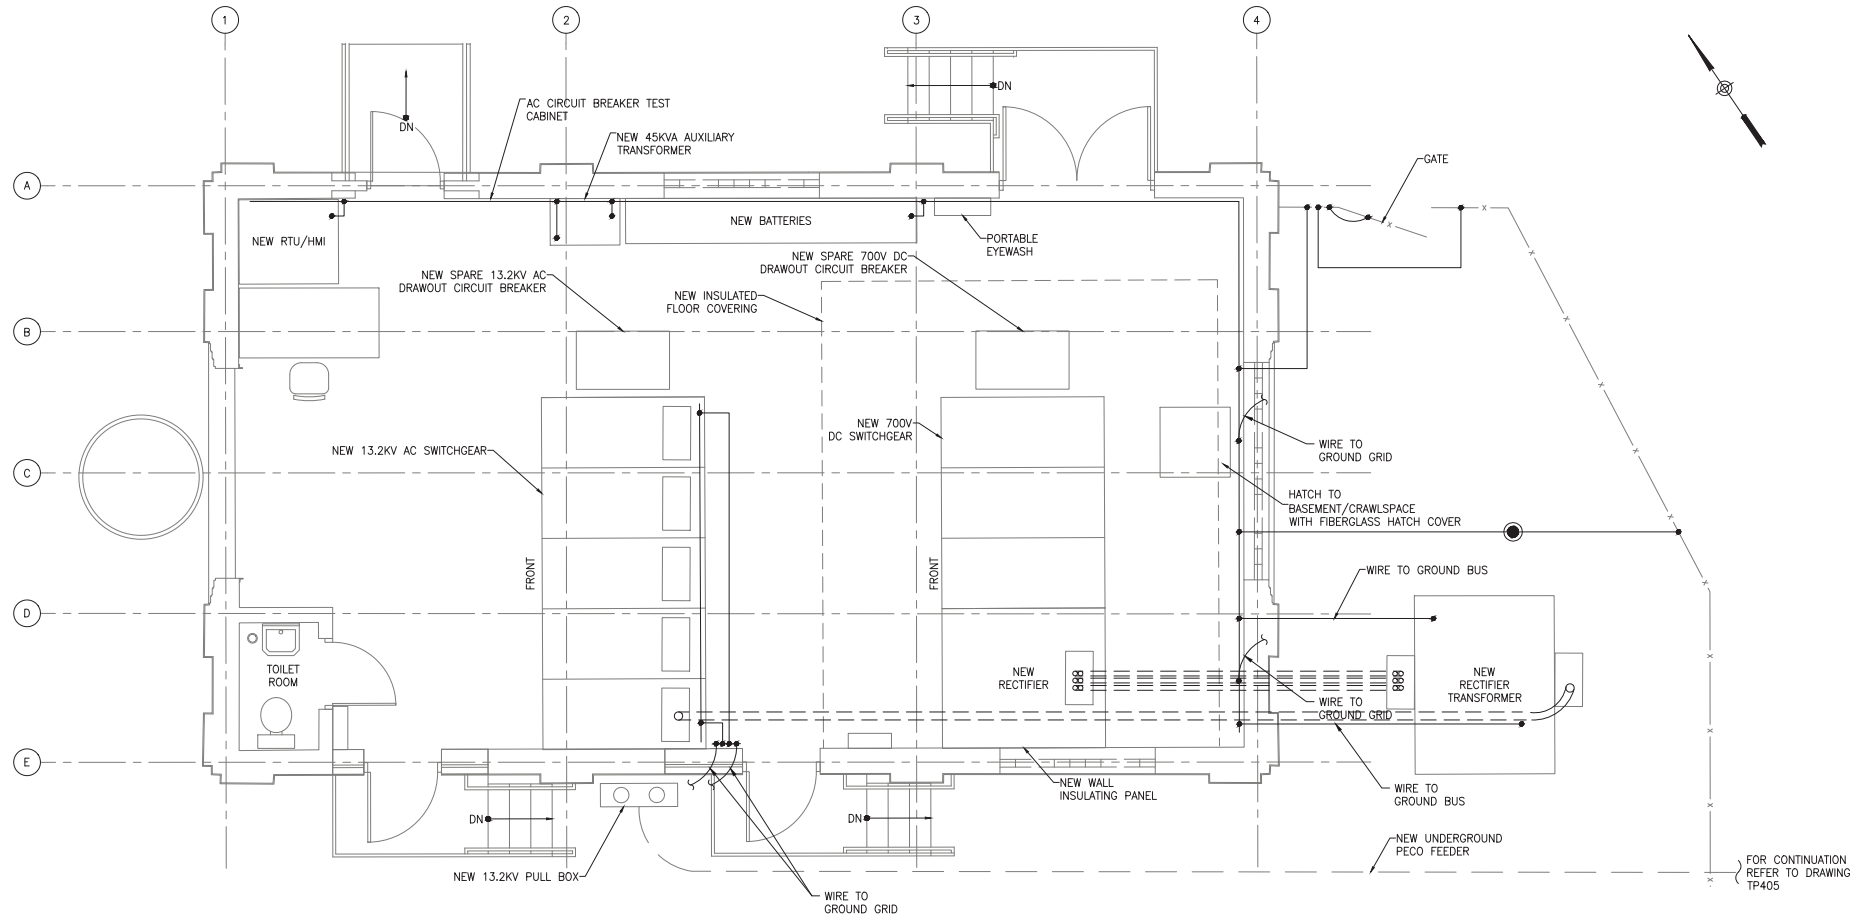 1
2
3
4
DN
AC CIRCUIT BREAKER TEST
CABINET
NEW 45KVA AUXILIARY
TRANSFORMER
DN
GATE
A
NEW RTU/HMI
NEW BATTERIES
PORTABLE
EYEWASH
NEW SPARE 13.2KV AC
DRAWOUT CIRCUIT BREAKER
NEW SPARE 700V DC
DRAWOUT CIRCUIT BREAKER
NEW INSULATED
FLOOR COVERING
B
NEW 13.2KV AC SWITCHGEAR
NEW 700V
DC SWITCHGEAR
WIRE TO
GROUND GRID
C
HATCH TO
BASEMENT/CRAWLSPACE
WITH FIBERGLASS HATCH COVER
FRONT
FRONT
WIRE TO GROUND BUS
D
TOILET
ROOM
NEW
RECTIFIER
NEW
RECTIFIER
TRANSFORMER
WIRE TO
GROUND GRID
E
NEW WALL
INSULATING PANEL
WIRE TO
GROUND BUS
DN
DN
NEW UNDERGROUND
PECO FEEDER
NEW 13.2KV PULL BOX
WIRE TO
GROUND GRID
FOR CONTINUATION
REFER TO DRAWING
TP405
x
x
x
x
x
x
x
x
x
x
x
x